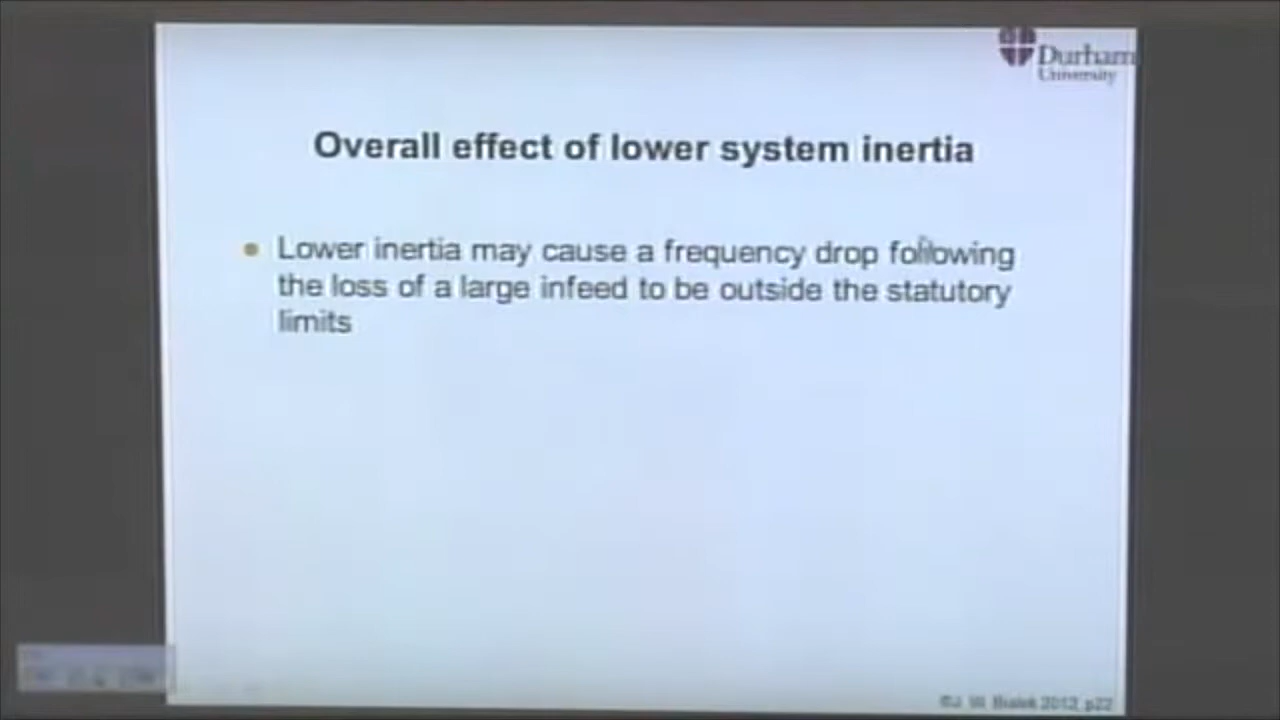 Durham
University
Overall effect of lower system inertia
Lower inertia may cause a frequency drop following
the loss of a large infeed to be outside the statutory
limits
©J. W. Bialek 2012 p22